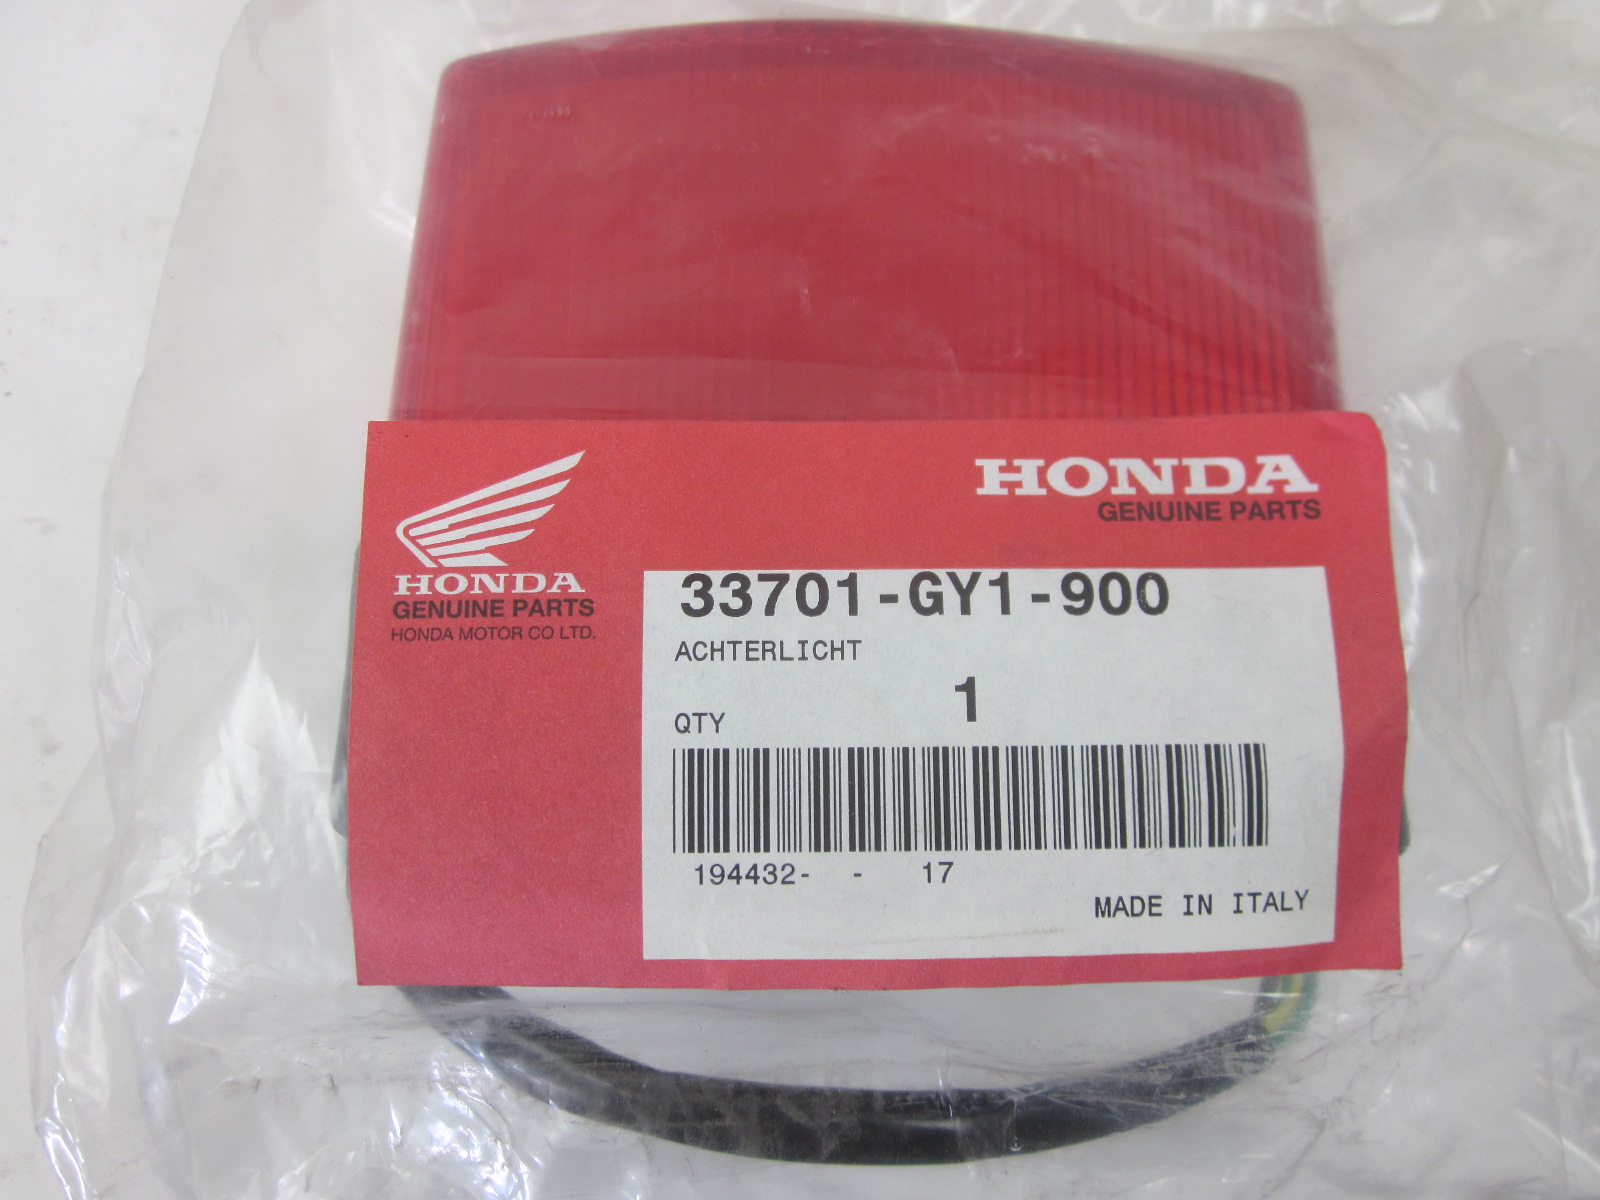 HONDA
GENUINE PARTS
HONDA MOTOR CO LTD.
HONDA
GENUINE PARTS
33701-GY1-900
ACHTERLICHT
QTY 1
194432- - 17
MADE IN ITALY